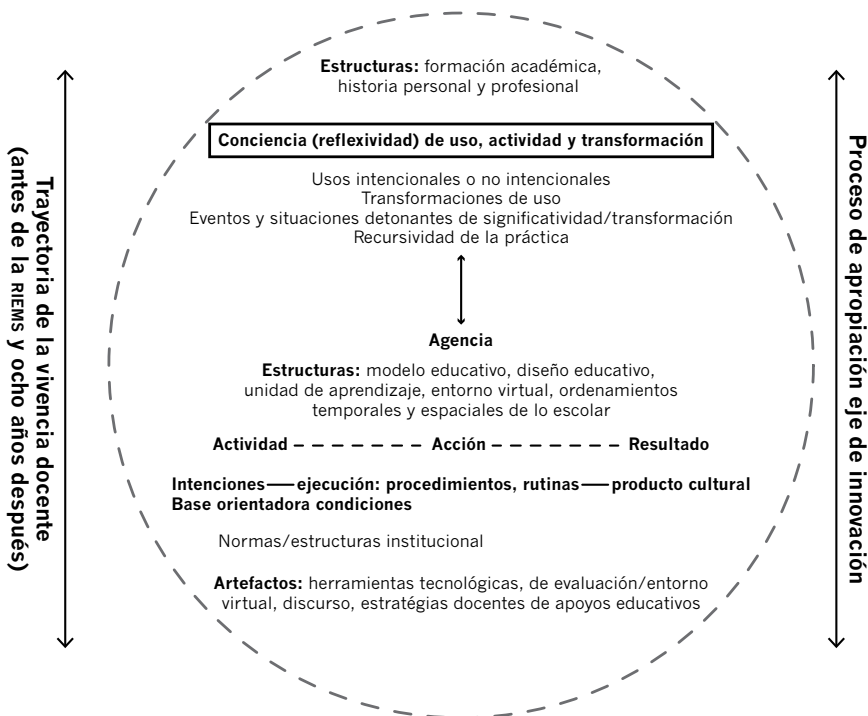 Estructuras: formación académica,
historia personal y profesional
Conciencia (reflexividad) de uso, actividad y transformación
Usos intencionales o no intencionales
Transformaciones de uso
Eventos y situaciones detonantes de significatividad/transformación
Recursividad de la práctica
Agencia
Estructuras: modelo educativo, diseño educativo,
unidad de aprendizaje, entorno virtual, ordenamientos
temporales y espaciales de lo escolar
Actividad – – – – – – – Acción – – – – – – – Resultado
Intenciones — ejecución: procedimientos, rutinas — producto cultural
Base orientadora condiciones
Normas/estructuras institucional
Artefactos: herramientas tecnológicas, de evaluación/entorno
virtual, discurso, estratégias docentes de apoyos educativos
Trayectoria de la vivencia docente
(antes de la RIEMS y ocho años después)
Proceso de apropiación eje de innovación